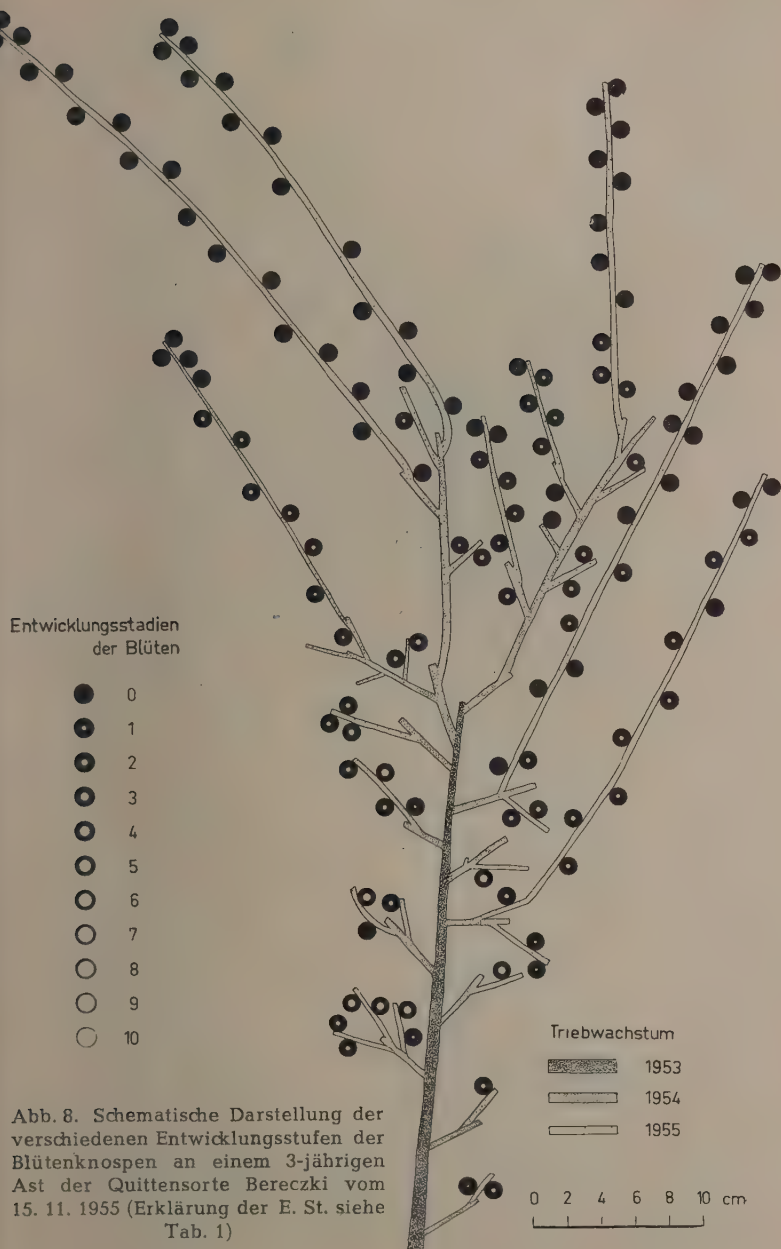 Entwicklungsstadien
der Blüten
0
1
2
3
4
5
6
7
8
9
10
Triebwachstum
1953
1954
1955
0 2 4 6 8 10 cm
Abb. 8. Schematische Darstellung der
verschiedenen Entwicklungsstufen der
Blütenknospen an einem 3-jährigen
Ast der Quittensorte Bereczki vom
15. 11. 1955 (Erklärung der E. St. siehe
Tab. 1)